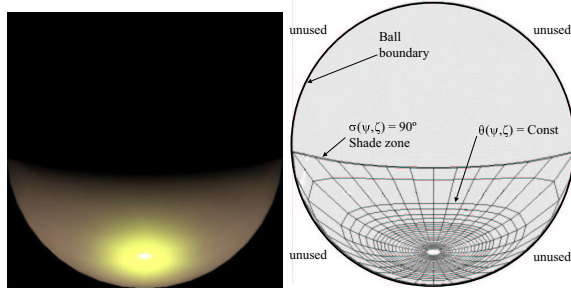 unused
unused
Ball
boundary
σ(ψ,ζ) = 90º
Shade zone
θ(ψ,ζ) = Const
unused
unused